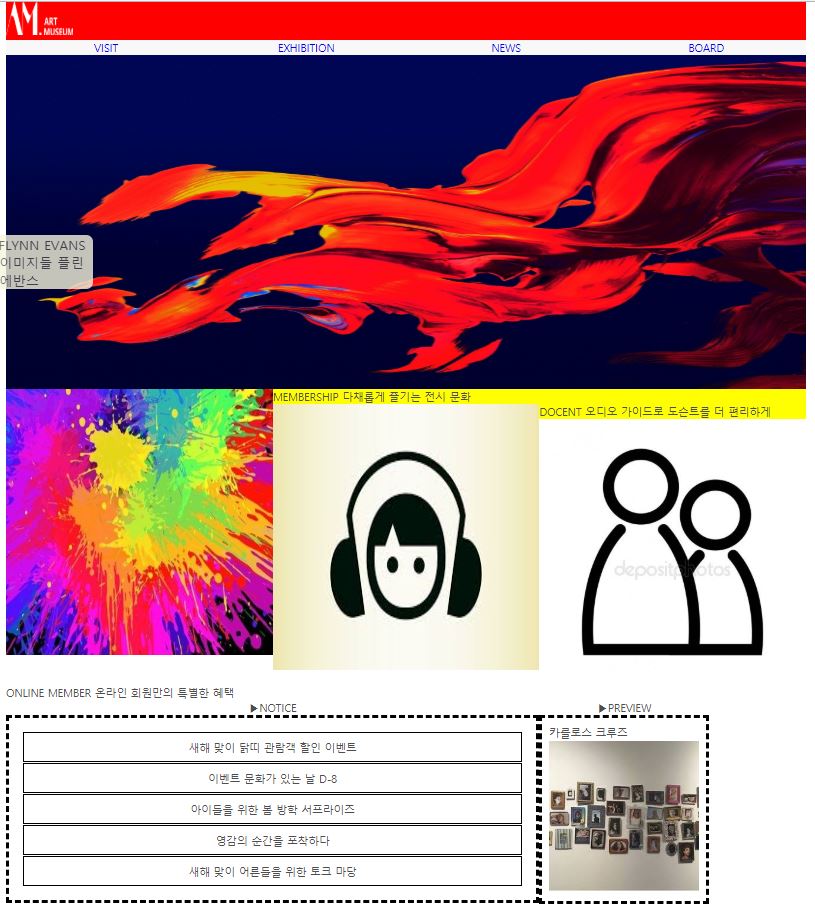 AM. ART
MUSEUM
VISIT
EXHIBITION
NEWS
BOARD
FLYNN EVANS
이미지들 플린
에반스
MEMBERSHIP 다채롭게 즐기는 전시 문화
DOCENT 오디오 가이드로 도슨트를 더 편리하게
depositphotos
ONLINE MEMBER 온라인 회원만의 특별한 혜택
▶NOTICE
▶PREVIEW
새해 맞이 닭띠 관람객 할인 이벤트
이벤트 문화가 있는 날 D-8
아이들을 위한 봄 방학 서프라이즈
영감의 순간을 포착하다
새해 맞이 어른들을 위한 토크 마당
카를로스 크루즈